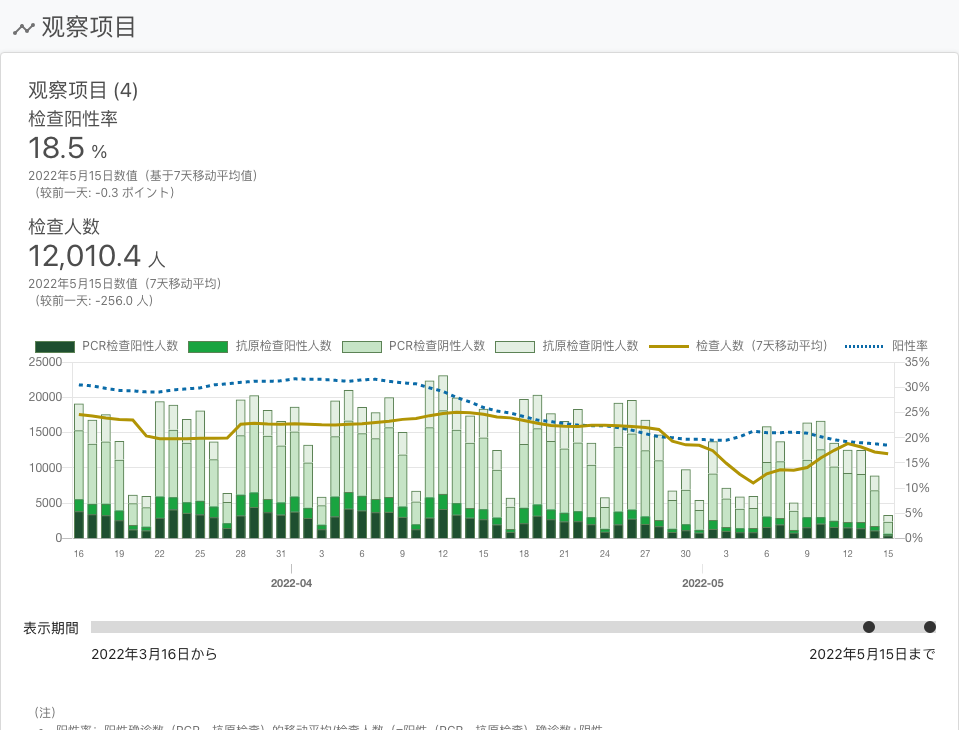 观察项目
观察项目 (4)
检查阳性率
18.5 %
2022年5月15日数值（基于7天移动平均值）
（较前一天: -0.3 ポイント）
检查人数
12,010.4 人
2022年5月15日数值（7天移动平均）
（较前一天: -256.0 人）
PCR检查阳性人数 抗原检查阳性人数 PCR检查阴性人数 抗原检查阴性人数 检查人数（7天移动平均） 阳性率
25000 35%
20000 30%
15000 25%
10000 20%
5000 15%
0 10%
5%
0%
16 19 22 25 28 31 3 6 9 12 15 18 21 24 27 30 3 6 9 12 15
2022-04 2022-05
表示期間
2022年3月16日から 2022年5月15日まで
（注）